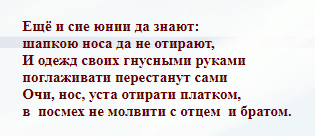 Ещё и сие юнии да знают:
шапкою носа да не отирают,
И одежд своих гнусными руками
поглаживати перестанут сами
Очи, нос, уста отирати платком,
в посмех не молвити с отцем и братом.